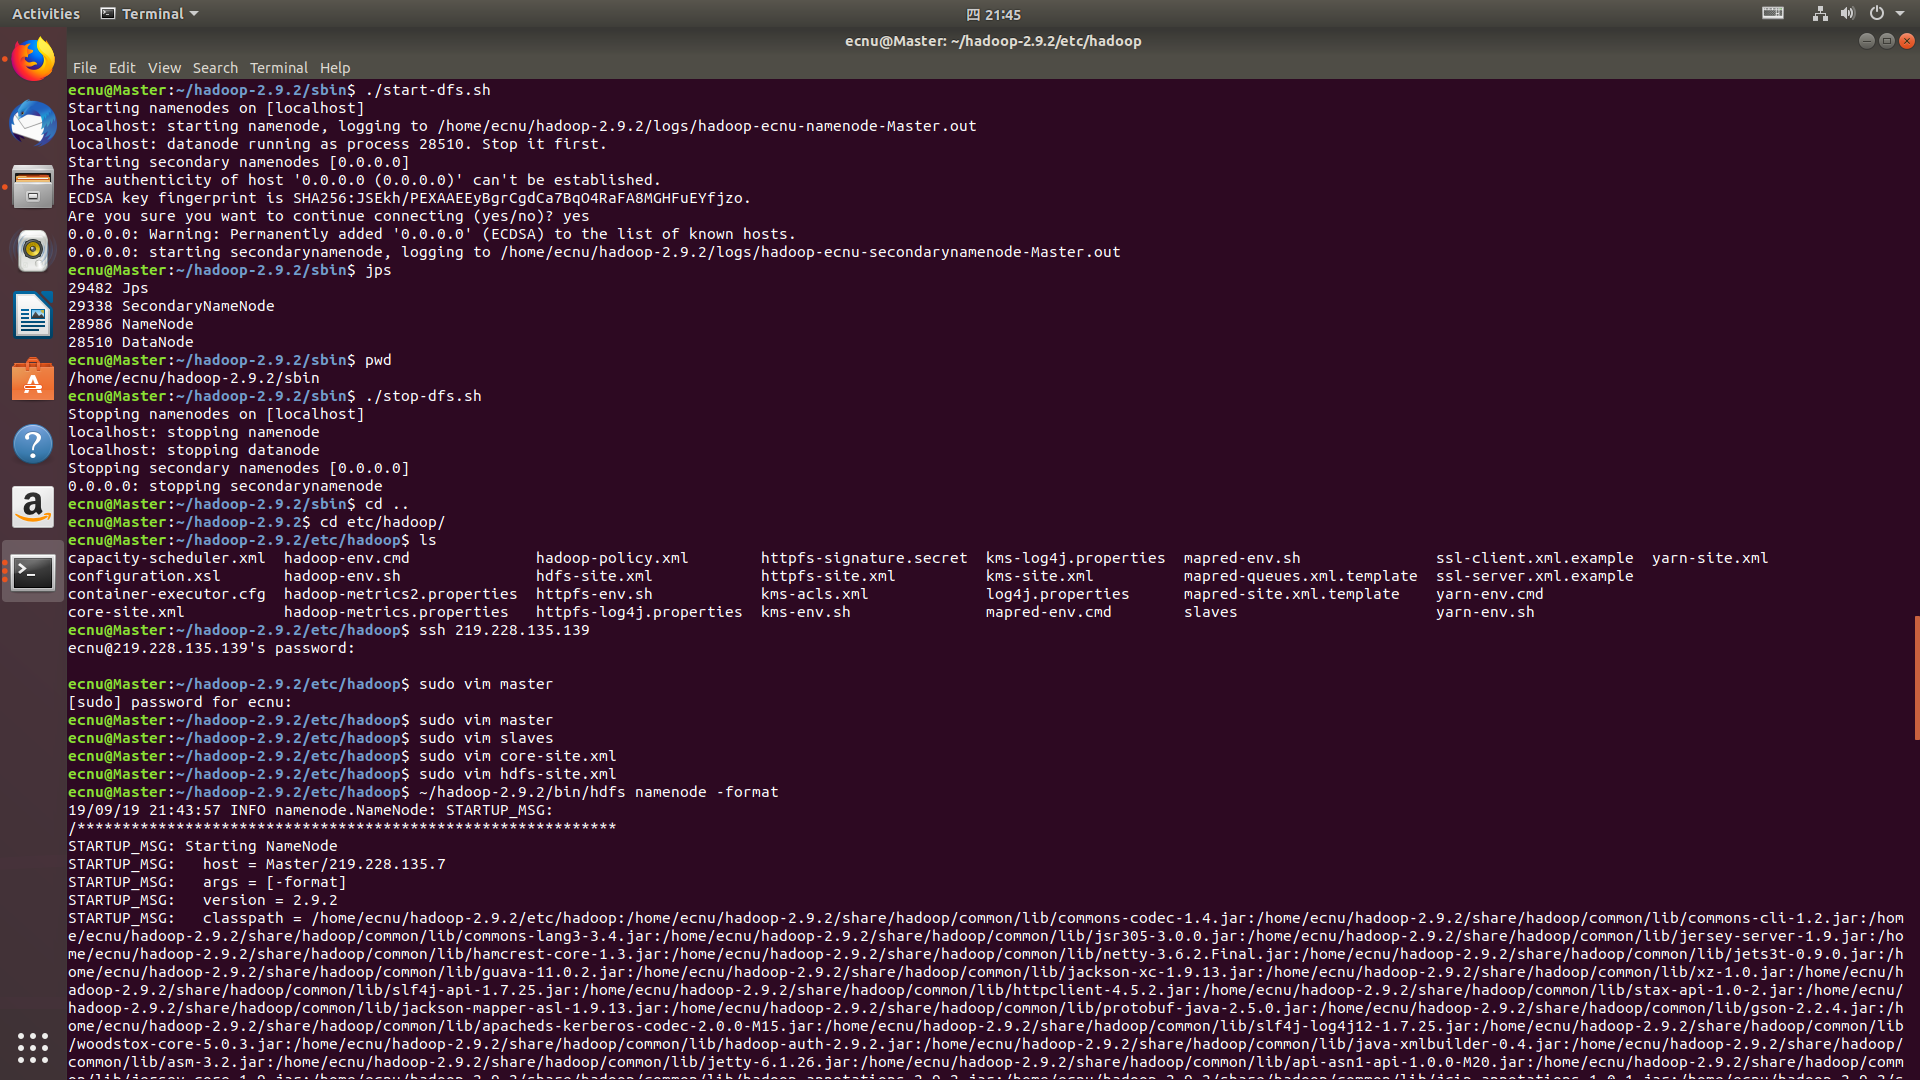 Activities Terminal 四 21:45
ecnu@Master: ~/hadoop-2.9.2/etc/hadoop
File Edit View Search Terminal Help
ecnu@Master:~/hadoop-2.9.2/sbin$ ./start-dfs.sh
Starting namenodes on [localhost]
localhost: starting namenode, logging to /home/ecnu/hadoop-2.9.2/logs/hadoop-ecnu-namenode-Master.out
localhost: datanode running as process 28510. Stop it first.
Starting secondary namenodes [0.0.0.0]
The authenticity of host '0.0.0.0 (0.0.0.0)' can't be established.
ECDSA key fingerprint is SHA256:JSEkh/PEXAAEEyBgrCgdCa7BqO4RaFA8MGHFuEYfjzo.
Are you sure you want to continue connecting (yes/no)? yes
0.0.0.0: Warning: Permanently added '0.0.0.0' (ECDSA) to the list of known hosts.
0.0.0.0: starting secondarynamenode, logging to /home/ecnu/hadoop-2.9.2/logs/hadoop-ecnu-secondarynamenode-Master.out
ecnu@Master:~/hadoop-2.9.2/sbin$ jps
29482 Jps
29338 SecondaryNameNode
28986 NameNode
28510 DataNode
ecnu@Master:~/hadoop-2.9.2/sbin$ pwd
/home/ecnu/hadoop-2.9.2/sbin
ecnu@Master:~/hadoop-2.9.2/sbin$ ./stop-dfs.sh
Stopping namenodes on [localhost]
localhost: stopping namenode
localhost: stopping datanode
Stopping secondary namenodes [0.0.0.0]
0.0.0.0: stopping secondarynamenode
ecnu@Master:~/hadoop-2.9.2/sbin$ cd ..
ecnu@Master:~/hadoop-2.9.2$ cd etc/hadoop/
ecnu@Master:~/hadoop-2.9.2/etc/hadoop$ ls
capacity-scheduler.xml hadoop-env.cmd hadoop-policy.xml httpfs-signature.secret kms-log4j.properties mapred-env.sh ssl-client.xml.example yarn-site.xml
configuration.xsl hadoop-env.sh hdfs-site.xml httpfs-site.xml kms-site.xml mapred-queues.xml.template ssl-server.xml.example
container-executor.cfg hadoop-metrics2.properties httpfs-env.sh kms-acls.xml log4j.properties mapred-site.xml.template yarn-env.cmd
core-site.xml hadoop-metrics.properties httpfs-log4j.properties kms-env.sh mapred-env.cmd slaves yarn-env.sh
ecnu@Master:~/hadoop-2.9.2/etc/hadoop$ ssh 219.228.135.139
ecnu@219.228.135.139's password:
ecnu@Master:~/hadoop-2.9.2/etc/hadoop$ sudo vim master
[sudo] password for ecnu:
ecnu@Master:~/hadoop-2.9.2/etc/hadoop$ sudo vim master
ecnu@Master:~/hadoop-2.9.2/etc/hadoop$ sudo vim slaves
ecnu@Master:~/hadoop-2.9.2/etc/hadoop$ sudo vim core-site.xml
ecnu@Master:~/hadoop-2.9.2/etc/hadoop$ sudo vim hdfs-site.xml
ecnu@Master:~/hadoop-2.9.2/etc/hadoop$ ~/hadoop-2.9.2/bin/hdfs namenode -format
19/09/19 21:43:57 INFO namenode.NameNode: STARTUP_MSG:
/************************************************************
STARTUP_MSG: Starting NameNode
STARTUP_MSG: host = Master/219.228.135.7
STARTUP_MSG: args = [-format]
STARTUP_MSG: version = 2.9.2
STARTUP_MSG: classpath = /home/ecnu/hadoop-2.9.2/etc/hadoop:/home/ecnu/hadoop-2.9.2/share/hadoop/common/lib/commons-codec-1.4.jar:/home/ecnu/hadoop-2.9.2/share/hadoop/common/lib/commons-cli-1.2.jar:/hom
e/ecnu/hadoop-2.9.2/share/hadoop/common/lib/commons-lang3-3.4.jar:/home/ecnu/hadoop-2.9.2/share/hadoop/common/lib/jsr305-3.0.0.jar:/home/ecnu/hadoop-2.9.2/share/hadoop/common/lib/jersey-server-1.9.jar:/ho
me/ecnu/hadoop-2.9.2/share/hadoop/common/lib/hamcrest-core-1.3.jar:/home/ecnu/hadoop-2.9.2/share/hadoop/common/lib/netty-3.6.2.Final.jar:/home/ecnu/hadoop-2.9.2/share/hadoop/common/lib/jets3t-0.9.0.jar:/h
ome/ecnu/hadoop-2.9.2/share/hadoop/common/lib/guava-11.0.2.jar:/home/ecnu/hadoop-2.9.2/share/hadoop/common/lib/jackson-xc-1.9.13.jar:/home/ecnu/hadoop-2.9.2/share/hadoop/common/lib/xz-1.0.jar:/home/ecnu/h
adoop-2.9.2/share/hadoop/common/lib/slf4j-api-1.7.25.jar:/home/ecnu/hadoop-2.9.2/share/hadoop/common/lib/httpclient-4.5.2.jar:/home/ecnu/hadoop-2.9.2/share/hadoop/common/lib/stax-api-1.0-2.jar:/home/ecnu/
hadoop-2.9.2/share/hadoop/common/lib/jackson-mapper-asl-1.9.13.jar:/home/ecnu/hadoop-2.9.2/share/hadoop/common/lib/protobuf-java-2.5.0.jar:/home/ecnu/hadoop-2.9.2/share/hadoop/common/lib/gson-2.2.4.jar:/h
ome/ecnu/hadoop-2.9.2/share/hadoop/common/lib/apacheds-kerberos-codec-2.0.0-M15.jar:/home/ecnu/hadoop-2.9.2/share/hadoop/common/lib/slf4j-log4j12-1.7.25.jar:/home/ecnu/hadoop-2.9.2/share/hadoop/common/lib
/woodstox-core-5.0.3.jar:/home/ecnu/hadoop-2.9.2/share/hadoop/common/lib/hadoop-auth-2.9.2.jar:/home/ecnu/hadoop-2.9.2/share/hadoop/common/lib/java-xmlbuilder-0.4.jar:/home/ecnu/hadoop-2.9.2/share/hadoop/
common/lib/asm-3.2.jar:/home/ecnu/hadoop-2.9.2/share/hadoop/common/lib/jetty-6.1.26.jar:/home/ecnu/hadoop-2.9.2/share/hadoop/common/lib/api-asn1-api-1.0.0-M20.jar:/home/ecnu/hadoop-2.9.2/share/hadoop/comm